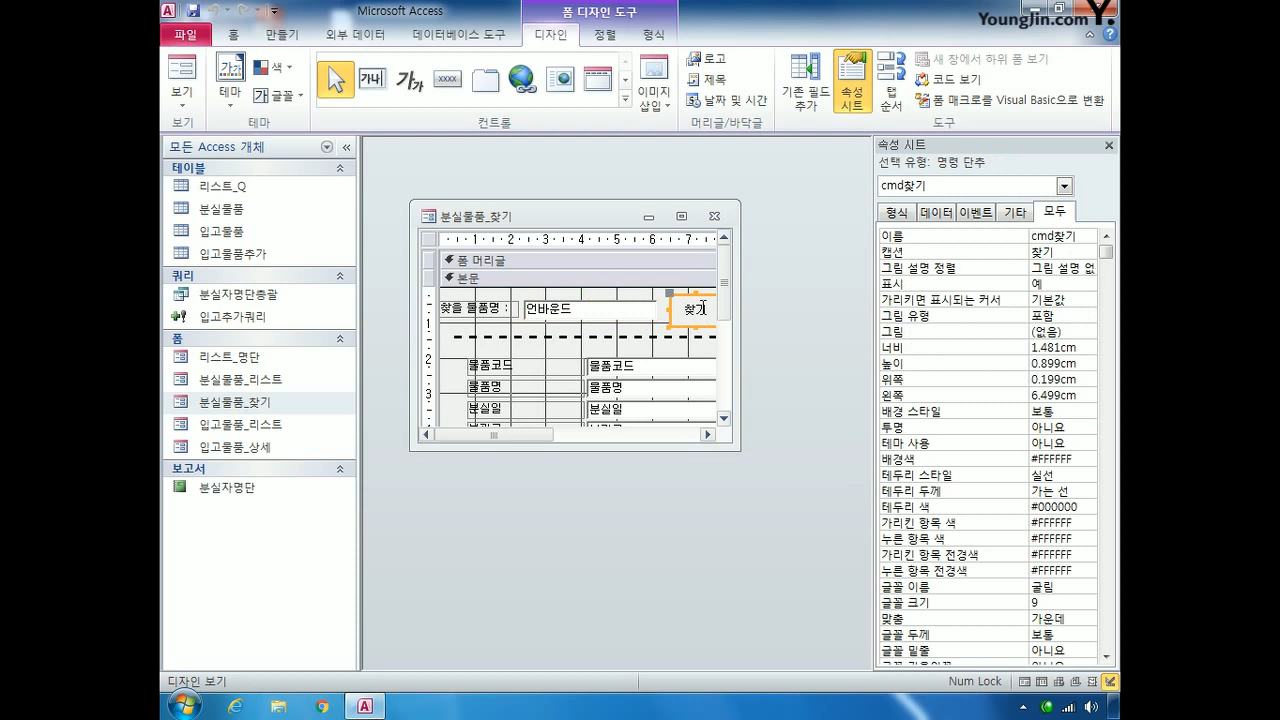 Microsoft Access
폼 디자인 도구
YoungJin.com Y.
파일
홈
만들기
외부 데이터
데이터베이스 도구
디자인
정렬
형식
보기
테마
색
글꼴
가나
가가
xxxx
이미지 삽입
로고
제목
날짜 및 시간
기존 필드 추가
속성 시트
탭 순서
새 창에서 하위 폼 보기
코드 보기
폼 매크로를 Visual Basic으로 변환
보기
테마
컨트롤
머리글/바닥글
도구
모든 Access 개체
테이블
리스트_Q
분실물품
입고물품
입고물품추가
쿼리
분실자명단총괄
입고추가쿼리
폼
리스트_명단
분실물품_리스트
분실물품_찾기
입고물품_리스트
입고물품_상세
보고서
분실자명단
분실물품_찾기
1 2 3 4 5 6 7
폼 머리글
본문
찾을 물품명 :
언바운드
찾기
1
2
물품코드 물품코드
물품명 물품명
3
분실일 분실일
속성 시트
선택 유형: 명령 단추
cmd찾기
형식 데이터 이벤트 기타 모두
이름 cmd찾기
캡션 찾기
그림 설명 정렬 그림 설명 없
표시 예
가리키면 표시되는 커서 기본값
그림 유형 포함
그림 (없음)
너비 1.481cm
높이 0.899cm
위쪽 0.199cm
왼쪽 6.499cm
배경 스타일 보통
투명 아니요
테마 사용 아니요
배경색 #FFFFFF
테두리 스타일 실선
테두리 두께 가는 선
테두리 색 #000000
가리킨 항목 색 #FFFFFF
누른 항목 색 #FFFFFF
가리킨 항목 전경색 #FFFFFF
누른 항목 전경색 #FFFFFF
글꼴 이름 굴림
글꼴 크기 9
맞춤 가운데
글꼴 두께 보통
글꼴 밑줄 아니요
디자인 보기
Num Lock